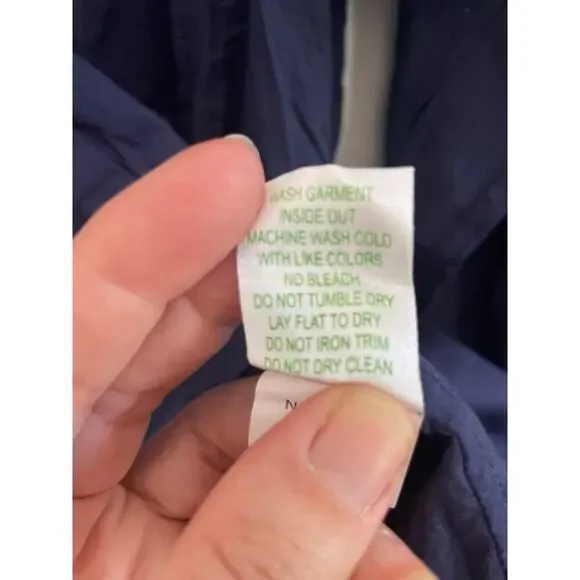 WASH GARMENT
INSIDE OUT
MACHINE WASH COLD
WITH LIKE COLORS
NO BLEACH
DO NOT TUMBLE DRY
LAY FLAT TO DRY
DO NOT IRON TRIM
DO NOT DRY CLEAN